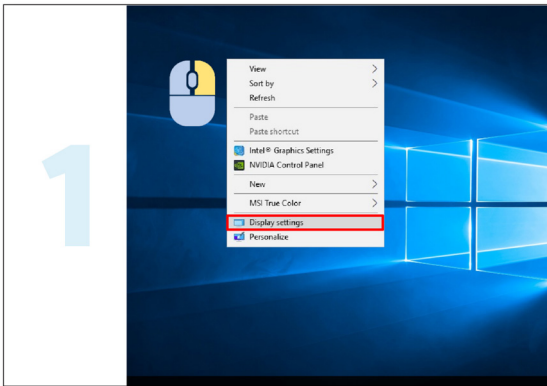 1
View
Sort by
Refresh
Paste
Paste shortcut
Intel® Graphics Settings
NVIDIA Control Panel
New
MSI True Color
Display settings
Personalize